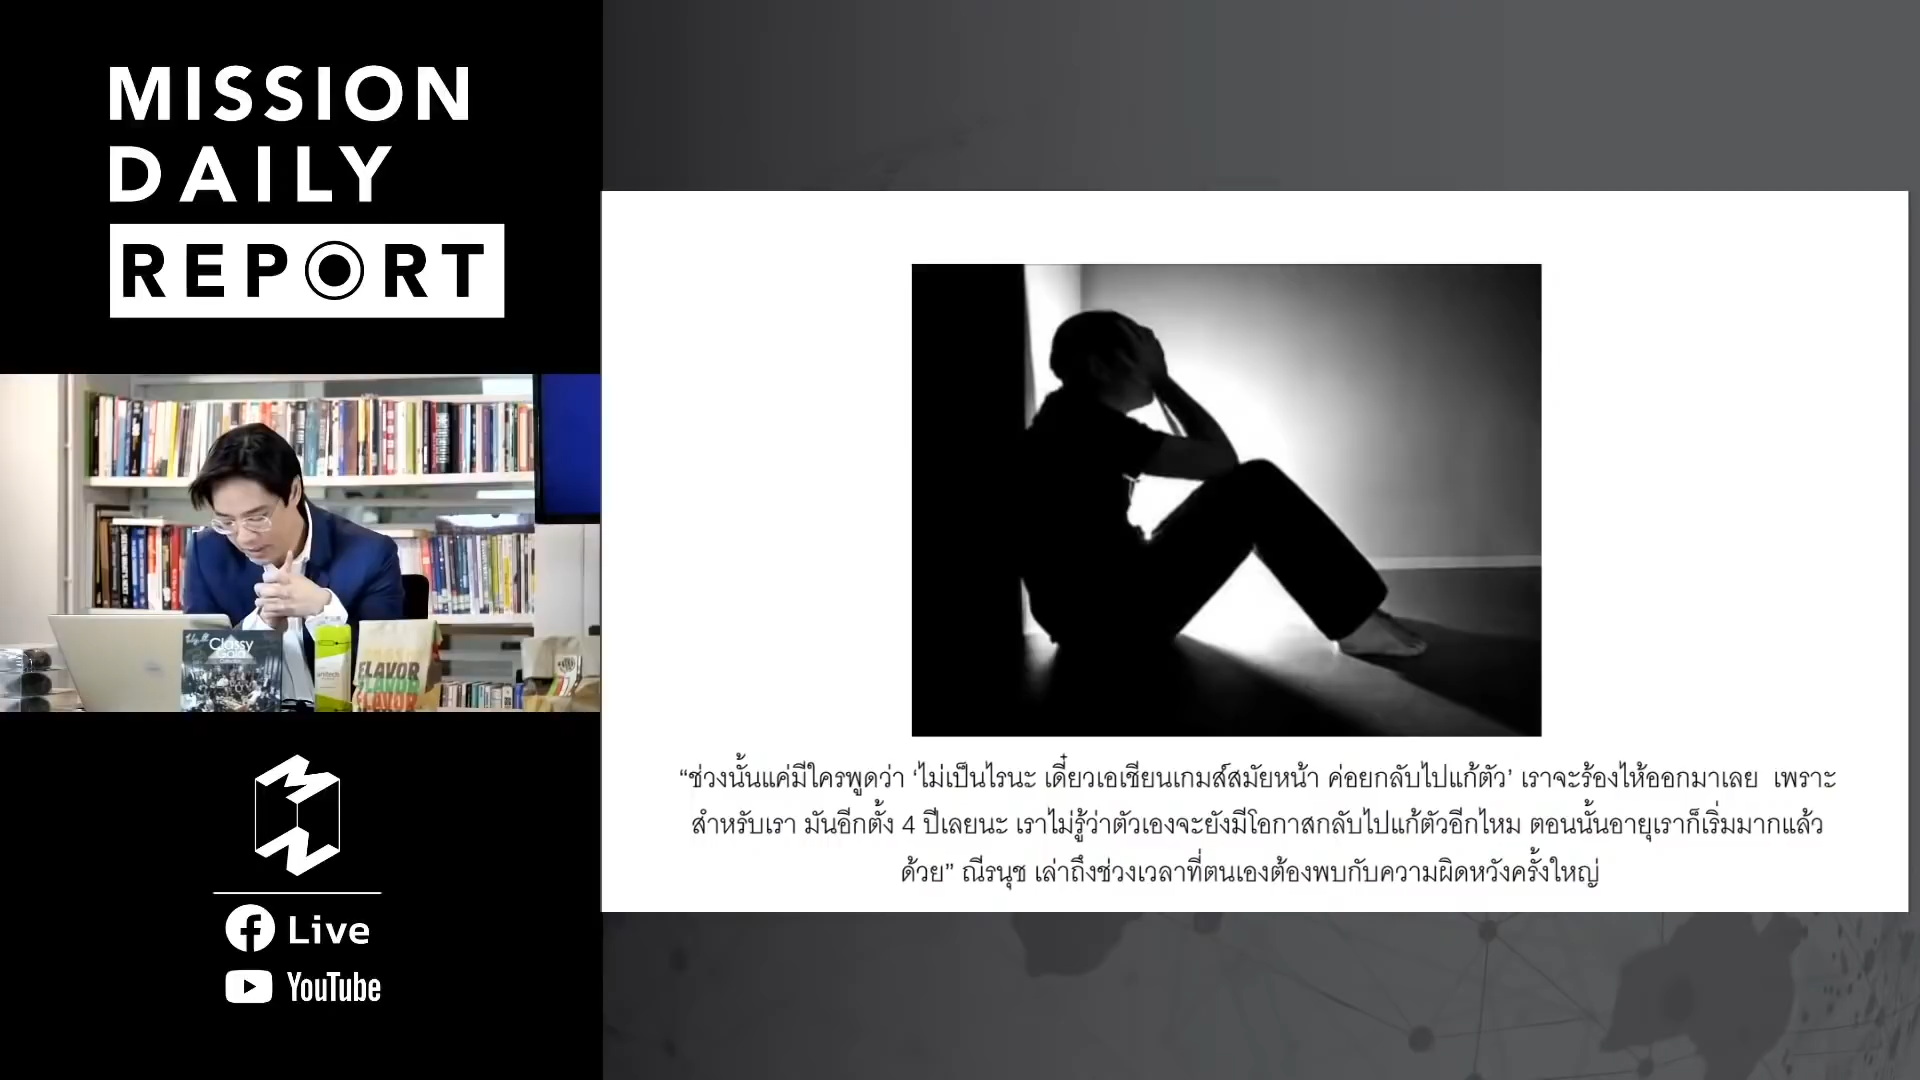 MISSION
DAILY
REPORT
Classy
FLAVOR
FLAVOR
FLAVOR
Live
YouTube
“ช่วงนั้นแค่มีใครพูดว่า ‘ไม่เป็นไรนะ เดี๋ยวเอเชียนเกมส์สมัยหน้า ค่อยกลับไปแก้ตัว’ เราจะร้องไห้ออกมาเลย เพราะ
สำหรับเรา มันอีกตั้ง 4 ปีเลยนะ เราไม่รู้ว่าตัวเองจะยังมีโอกาสกลับไปแก้ตัวอีกไหม ตอนนั้นอายุเราก็เริ่มมากแล้ว
ด้วย” ณีรนุช เล่าถึงช่วงเวลาที่ตนเองต้องพบกับความผิดหวังครั้งใหญ่